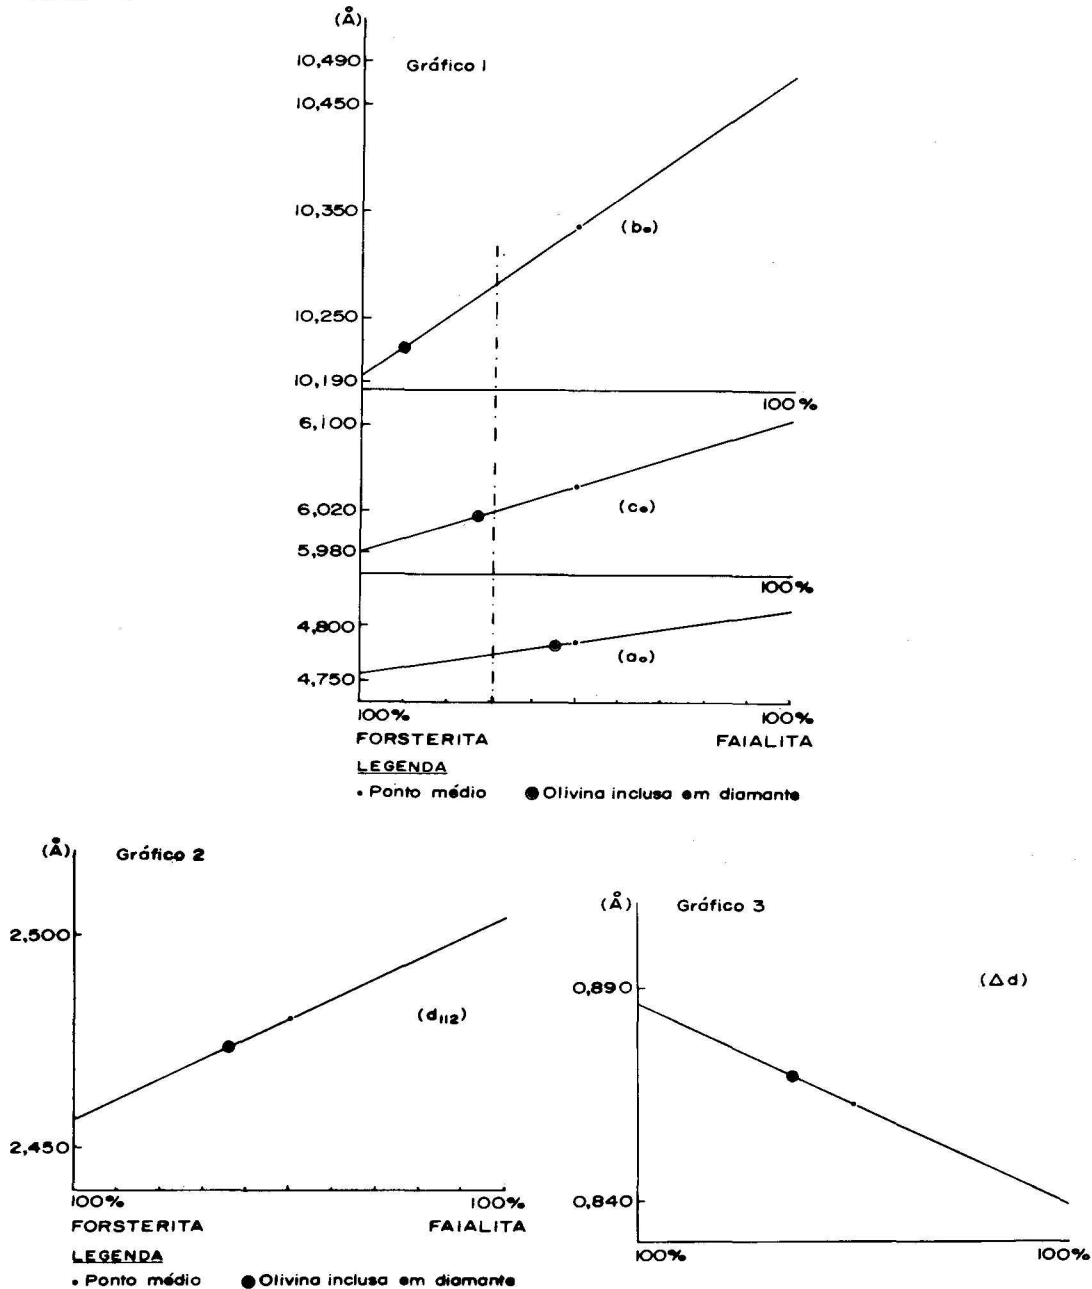 (Å)
Gráfico 1
10,490
10,450
10,350
(b₀)
10,250
10,190
100%
6,100
6,020
(c₀)
5,980
100%
4,800
(a₀)
4,750
100% 100%
FORSTERITA FAIALITA
LEGENDA
• Ponto médio ● Olivina inclusa em diamante
(Å) Gráfico 2
2,500
(d₁₁₂)
2,450
100% 100%
FORSTERITA FAIALITA
LEGENDA
• Ponto médio ● Olivina inclusa em diamante
(Å) Gráfico 3
0,890
(Δd)
0,840
100% 100%